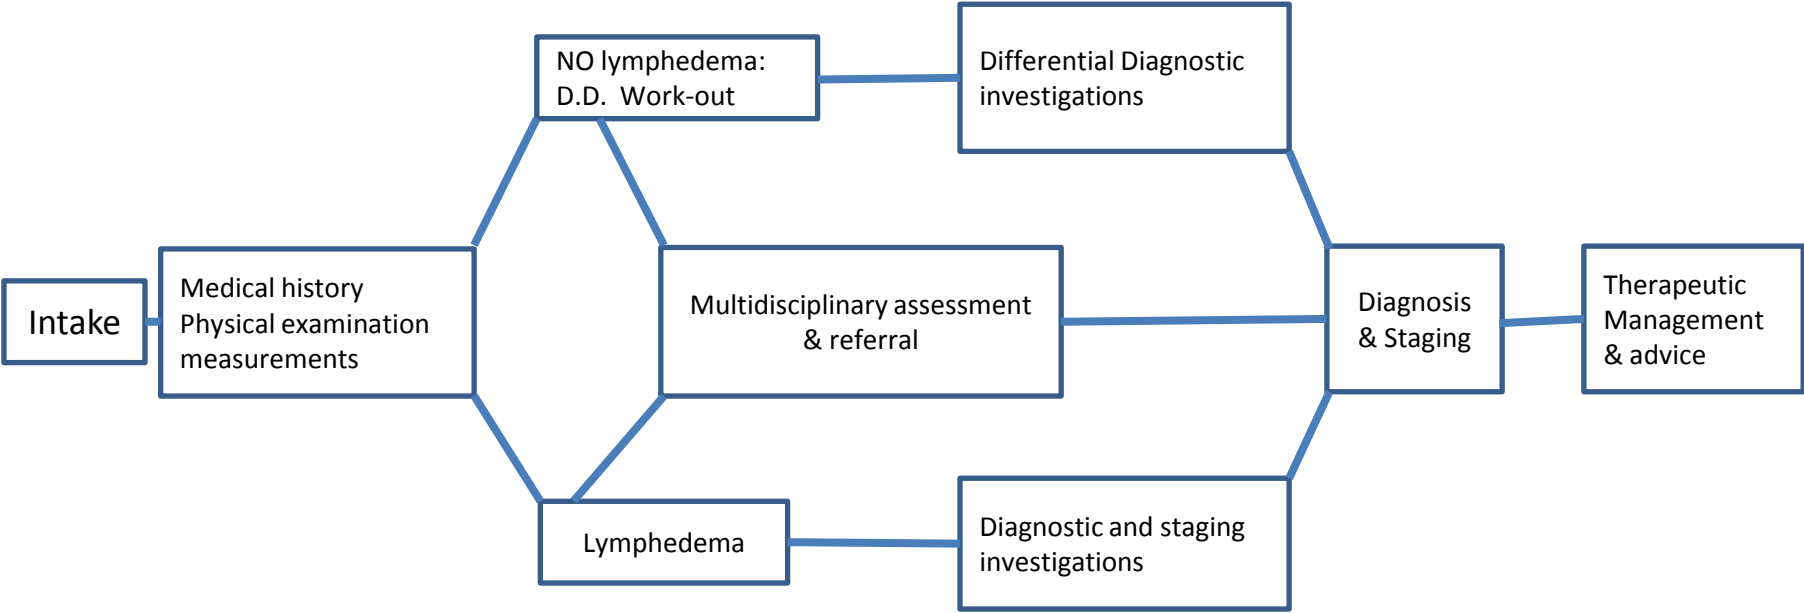 Intake
Medical history
Physical examination
measurements
NO lymphedema:
D.D. Work-out
Lymphedema
Multidisciplinary assessment
& referral
Differential Diagnostic
investigations
Diagnostic and staging
investigations
Diagnosis
& Staging
Therapeutic
Management
& advice